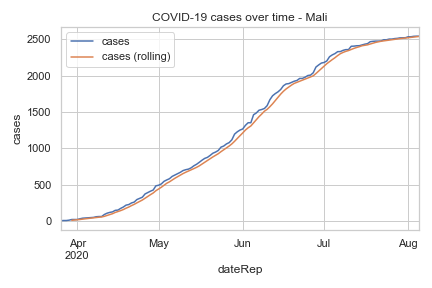 COVID-19 cases over time - Mali
cases
cases (rolling)
2500
2000
1500
1000
500
0
cases
Apr
2020
May
Jun
Jul
Aug
dateRep